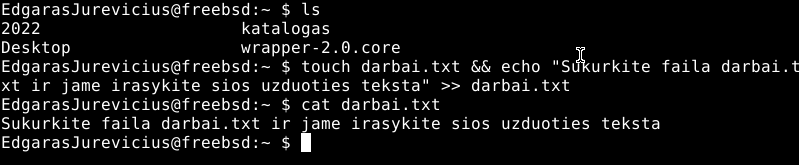 EdgarasJurevicius@freebsd:~ $ ls
2022                    katalogas
Desktop                 wrapper-2.0.core
EdgarasJurevicius@freebsd:~ $ touch darbai.txt && echo "Sukurkite faila darbai.t
xt ir jame irasykite sios uzduoties teksta" >> darbai.txt
EdgarasJurevicius@freebsd:~ $ cat darbai.txt
Sukurkite faila darbai.txt ir jame irasykite sios uzduoties teksta
EdgarasJurevicius@freebsd:~ $